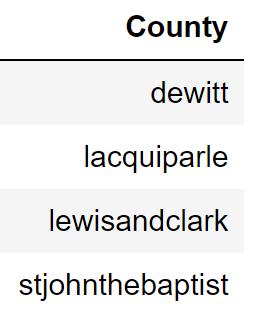 County
dewitt
lacquiparle
lewisandclark
stjohnthebaptist